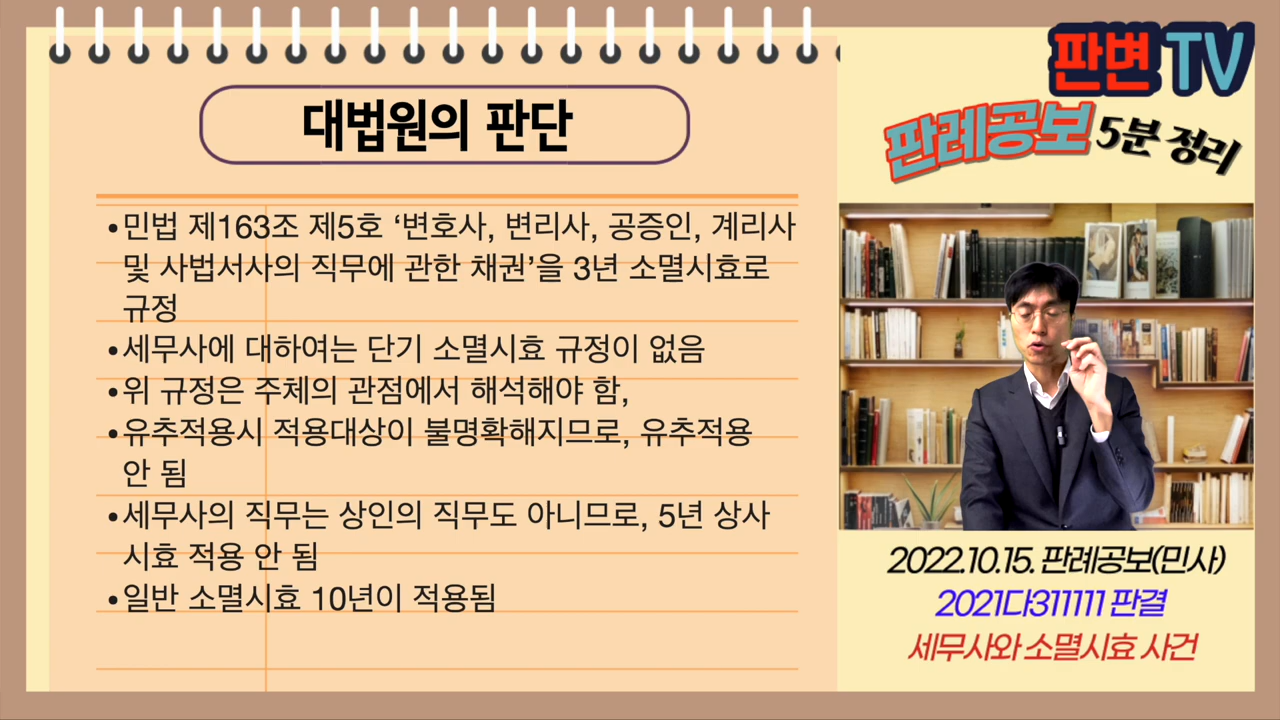 대법원의 판단
•민법 제163조 제5호 ‘변호사, 변리사, 공증인, 계리사
및 사법서사의 직무에 관한 채권’을 3년 소멸시효로
규정
•세무사에 대하여는 단기 소멸시효 규정이 없음
•위 규정은 주체의 관점에서 해석해야 함,
•유추적용시 적용대상이 불명확해지므로, 유추적용
안 됨
•세무사의 직무는 상인의 직무도 아니므로, 5년 상사
시효 적용 안 됨
•일반 소멸시효 10년이 적용됨
판변 TV
판례공보 5분 정리
2022.10.15. 판례공보(민사)
2021다311111 판결
세무사와 소멸시효 사건